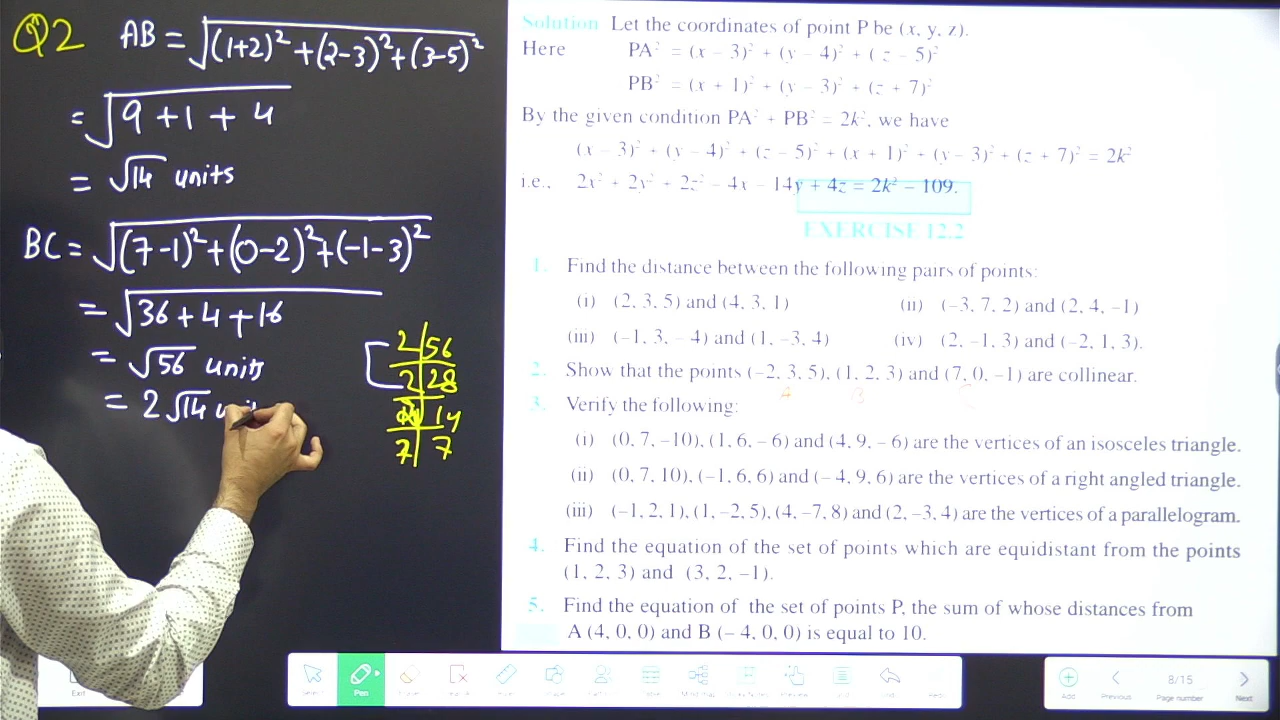 Q2 AB = √(1+2)² + (2-3)² + (3-5)²
= √9 + 1 + 4
= √14 units
BC = √(7-1)² + (0-2)² + (-1-3)²
= √36 + 4 + 16
= √56 units
= 2√14
2 | 56
2 | 28
14
7 | 7
Solution Let the coordinates of point P be (x, y, z).
Here PA² = (x – 3)² + (y – 4)² + ( z – 5)²
PB² = (x + 1)² + (y – 3)² + (z + 7)²
By the given condition PA² + PB² = 2k², we have
(x – 3)² + (y – 4)² + (z – 5)² + (x + 1)² + (y – 3)² + (z + 7)² = 2k²
i.e., 2x² + 2y² + 2z² – 4x – 14y + 4z = 2k² – 109.
EXERCISE 12.2
1. Find the distance between the following pairs of points:
(i) (2, 3, 5) and (4, 3, 1) (ii) (–3, 7, 2) and (2, 4, –1)
(iii) (–1, 3, – 4) and (1, –3, 4) (iv) (2, –1, 3) and (–2, 1, 3).
2. Show that the points (–2, 3, 5), (1, 2, 3) and (7, 0, –1) are collinear.
A B C
3. Verify the following:
(i) (0, 7, –10), (1, 6, – 6) and (4, 9, – 6) are the vertices of an isosceles triangle.
(ii) (0, 7, 10), (–1, 6, 6) and (– 4, 9, 6) are the vertices of a right angled triangle.
(iii) (–1, 2, 1), (1, –2, 5), (4, –7, 8) and (2, –3, 4) are the vertices of a parallelogram.
4. Find the equation of the set of points which are equidistant from the points
(1, 2, 3) and (3, 2, –1).
5. Find the equation of the set of points P, the sum of whose distances from
A (4, 0, 0) and B (– 4, 0, 0) is equal to 10.
Exit Select Pen Add Previous 8/15 Page number Next